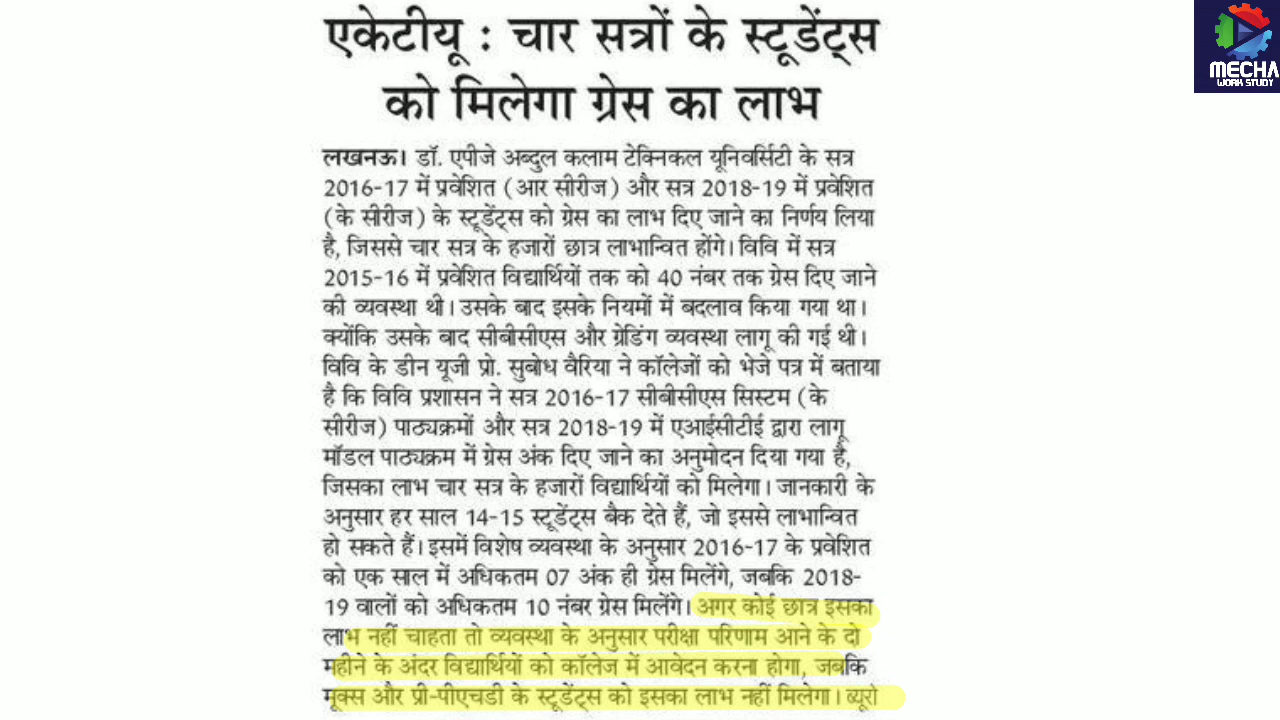 एकेटीयू : चार सत्रों के स्टूडेंट्स
को मिलेगा ग्रेस का लाभ
MECHA
WORK STUDY
लखनऊ। डॉ. एपीजे अब्दुल कलाम टेक्निकल यूनिवर्सिटी के सत्र
2016-17 में प्रवेशित (आर सीरीज) और सत्र 2018-19 में प्रवेशित
(के सीरीज) के स्टूडेंट्स को ग्रेस का लाभ दिए जाने का निर्णय लिया
है, जिससे चार सत्र के हजारों छात्र लाभान्वित होंगे। विवि में सत्र
2015-16 में प्रवेशित विद्यार्थियों तक को 40 नंबर तक ग्रेस दिए जाने
की व्यवस्था थी। उसके बाद इसके नियमों में बदलाव किया गया था।
क्योंकि उसके बाद सीबीसीएस और ग्रेडिंग व्यवस्था लागू की गई थी।
विवि के डीन यूजी प्रो. सुबोध वैरिया ने कॉलेजों को भेजे पत्र में बताया
है कि विवि प्रशासन ने सत्र 2016-17 सीबीसीएस सिस्टम (के
सीरीज) पाठ्यक्रमों और सत्र 2018-19 में एआईसीटीई द्वारा लागू
मॉडल पाठ्यक्रम में ग्रेस अंक दिए जाने का अनुमोदन दिया गया है,
जिसका लाभ चार सत्र के हजारों विद्यार्थियों को मिलेगा। जानकारी के
अनुसार हर साल 14-15 स्टूडेंट्स बैक देते हैं, जो इससे लाभान्वित
हो सकते हैं। इसमें विशेष व्यवस्था के अनुसार 2016-17 के प्रवेशित
को एक साल में अधिकतम 07 अंक ही ग्रेस मिलेंगे, जबकि 2018-
19 वालों को अधिकतम 10 नंबर ग्रेस मिलेंगे। अगर कोई छात्र इसका
लाभ नहीं चाहता तो व्यवस्था के अनुसार परीक्षा परिणाम आने के दो
महीने के अंदर विद्यार्थियों को कॉलेज में आवेदन करना होगा, जबकि
मूक्स और प्री-पीएचडी के स्टूडेंट्स को इसका लाभ नहीं मिलेगा। ब्यूरो